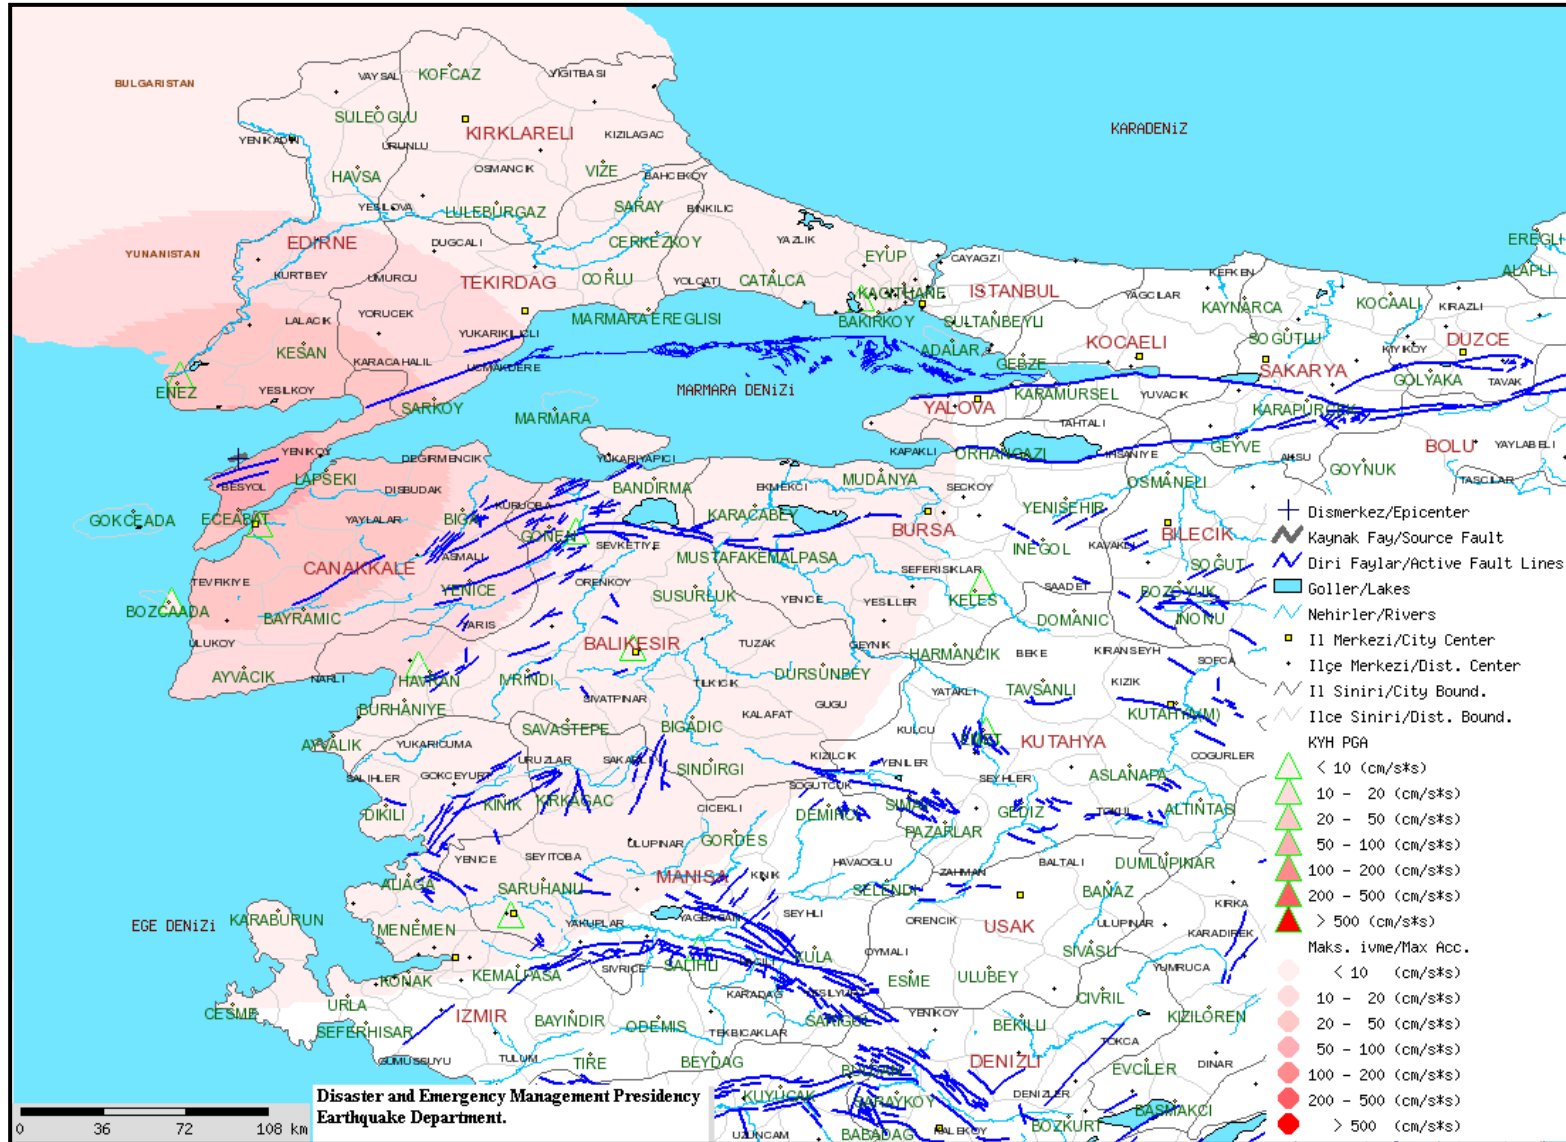 KOFCAZ
VAYSAL
YIGITBASI
BULGARISTAN
SULEOGLU
KARADENiZ
KIRKLARELI
KIZILAGAC
YENIKADIN
URUNLU
OSMANCIK
VIZE
HAVSA
BAHCEKOY
YESILOVA
LULEBURGAZ
SARAY
BINKILIC
EDIRNE
DUGCALI
CERKEZKOY
YAZLIK
EREGLI
YUNANISTAN
EYUP
CAYAGZI
KURTBEY
UMURCU
TEKIRDAG
CORLU
YOLCATI
CATALCA
KEFKEN
ALAPLI
KAGITHANE
ISTANBUL
YAGCILAR
KAYNARCA
KOCAALI
KIRAZLI
LALACIK
YORUCEK
MARMARA EREGLISI
BAKIRKOY
SULTANBEYLI
YUKARIKILICLI
SOGUTLU
DUZCE
KESAN
KARACAHALIL
UCMAKDERE
ADALAR
GEBZE
KOCAELI
KIYIKOY
SAKARYA
GOLYAKA
TAVAK
ENEZ
YESILKOY
MARMARA DENiZi
KARAMURSEL
YUVACIK
SARKOY
MARMARA
YALOVA
KARAPURCEK
TAHTALI
YENIKOY
DEGIRMENCIK
YUKARIYAPICI
KAPAKLI
ORHANGAZI
IHSANIYE
GEYVE
AKSU
BOLU
YAYLABELI
GOYNUK
BESYOL
LAPSEKI
DISBUDAK
BANDIRMA
EKMEKCI
MUDANYA
SECKOY
OSMANELI
TASCILAR
GOKCEADA
ECEABAT
YAYLALAR
BIGA
KURUOBA
GONEN
KARACABEY
BURSA
YENISEHIR
BILECIK
Dismerkez/Epicenter
Kaynak Fay/Source Fault
Diri Faylar/Active Fault Lines
Goller/Lakes
Nehirler/Rivers
Il Merkezi/City Center
Ilçe Merkezi/Dist. Center
Il Siniri/City Bound.
Ilce Siniri/Dist. Bound.
KYH PGA
< 10 (cm/s*s)
10 - 20 (cm/s*s)
20 - 50 (cm/s*s)
50 - 100 (cm/s*s)
100 - 200 (cm/s*s)
200 - 500 (cm/s*s)
> 500 (cm/s*s)
Maks. ivme/Max Acc.
< 10 (cm/s*s)
10 - 20 (cm/s*s)
20 - 50 (cm/s*s)
50 - 100 (cm/s*s)
100 - 200 (cm/s*s)
200 - 500 (cm/s*s)
> 500 (cm/s*s)
ASMALI
SEVKETIYE
MUSTAFAKEMALPASA
INEGOL
KAVAKLI
SOGUT
CANAKKALE
TEVFIKIYE
YENICE
ORENKOY
SUSURLUK
YENICE
SEFERISIKLAR
YESILLER
KELES
SAADET
BOZOYUK
BOZCAADA
BAYRAMIC
DOMANIC
INONU
ULUKOY
YARIS
BALIKESIR
TUZAK
GEYNIK
HARMANCIK
BEKE
KIRANSEYH
SOFCA
AYVACIK
NARLI
HAVRAN
IVRINDI
TILKICIK
DURSUNBEY
YATAKLI
TAVSANLI
KIZIK
BURHANIYE
SIVATPINAR
GUGU
KUTAHYA(M)
KALAFAT
SAVASTEPE
BIGADIC
KULCU
EMET
KUTAHYA
AYVALIK
YUKARICUMA
KIZILCIK
YENILER
COGURLER
SALIHLER
GOKCEYURT
URUZLAR
SAKARLI
SINDIRGI
SEYHLER
ASLANAPA
SOGUTCUK
DIKILI
KINIK
KIRKAGAC
CICEKLI
DEMIRCI
SIMAV
GEDIZ
TOKUL
ALTINTAS
PAZARLAR
ULUPINAR
GORDES
YENICE
SEYITOBA
HAVAOGLU
BALTALI
DUMLUPINAR
ZAHMAN
ALIAGA
SARUHANLI
MANISA
KINIK
SELENDI
BANAZ
KARABURUN
YAGBASAN
SEYHLI
ORENCIK
USAK
ULUPINAR
KIRKA
EGE DENiZi
MENEMEN
YAKUPLAR
KARADIREK
OYMALI
SIVASLI
KONAK
KEMALPASA
SIVRICE
SALIHLI
KULA
ESME
ULUBEY
YUMRUCA
CESME
URLA
KARADAG
YESILYURT
CIVRIL
SEFERHISAR
IZMIR
BAYINDIR
ODEMIS
TEKBICAKLAR
SARIGOL
YENIKOY
BEKILLI
KIZILOREN
GUMUSSUYU
TULUM
TIRE
BEYDAG
BULDAN
DENIZLI
TOKCA
EVCILER
DINAR
Disaster and Emergency Management Presidency
Earthquake Department.
KUYUCAK
SARAYKOY
DENIZLER
BASMAKCI
0 36 72 108 km
UZUNCAM
BABADAG
KALEKOY
BOZKURT